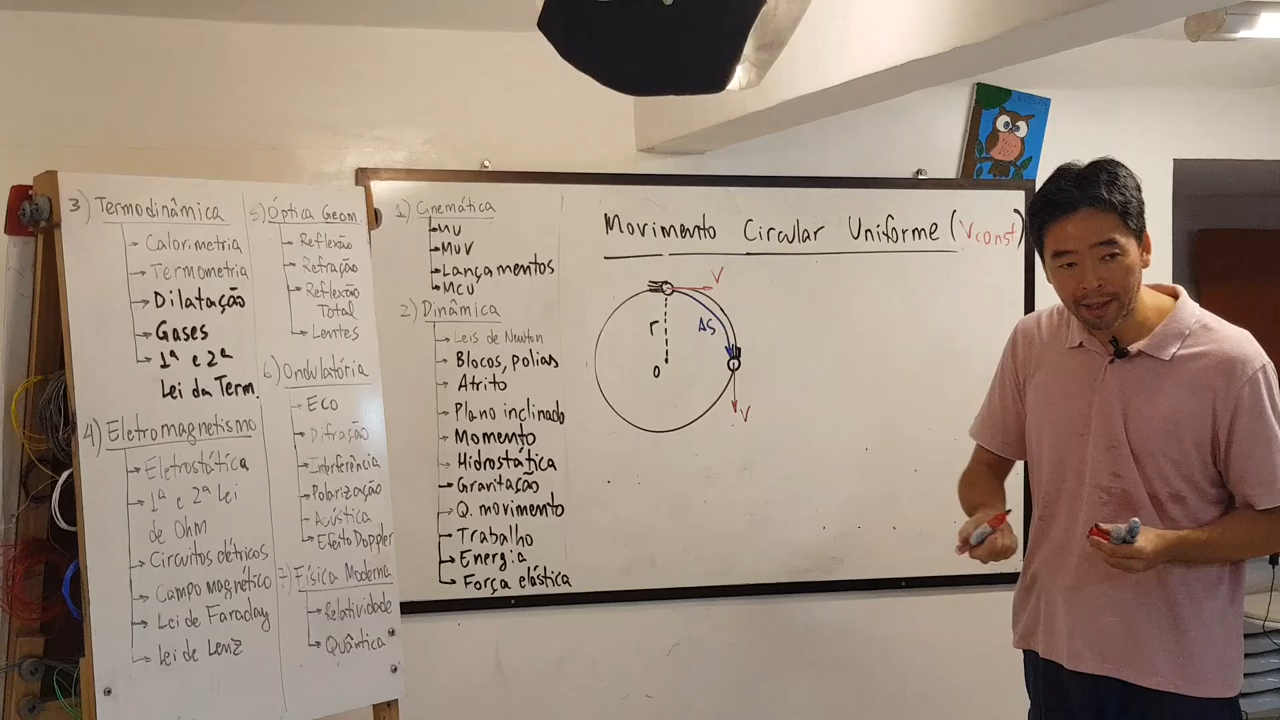 3) Termodinâmica
Calorimetria
Termometria
Dilatação
Gases
1ª e 2ª
Lei da Term.
4) Eletromagnetismo
Eletrostática
1ª e 2ª Lei
de Ohm
Circuitos elétricos
Campo magnético
Lei de Faraday
Lei de Lenz
5) Óptica Geom.
Reflexão
Refração
Reflexão
Total
Lentes
6) Ondulatória
Eco
Difração
Interferência
Polarização
Acústica
Efeito Doppler
7) Física Moderna
Relatividade
Quântica
1) Cinemática
MU
MUV
Lançamentos
MCU
2) Dinâmica
Leis de Newton
Blocos, polias
Atrito
Plano inclinado
Momento
Hidrostática
Gravitação
Q. movimento
Trabalho
Energia
Força elástica
Movimento Circular Uniforme (V const)
V
r
ΔS
O
V